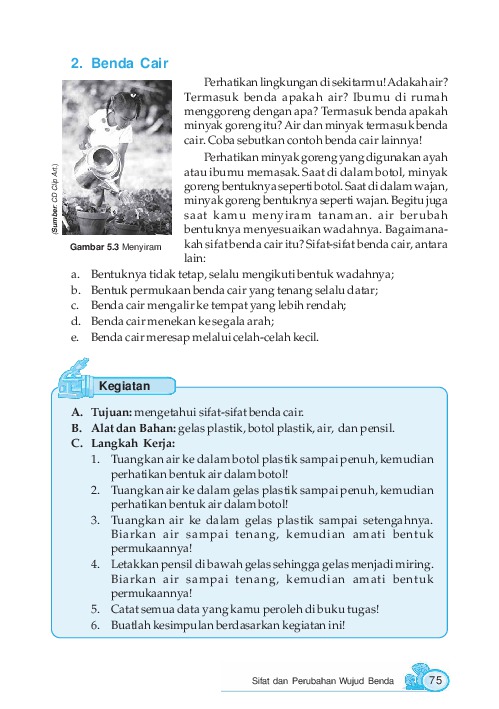 2. Benda Cair
Perhatikan lingkungan di sekitarmu! Adakah air?
Termasuk benda apakah air? Ibumu di rumah
menggoreng dengan apa? Termasuk benda apakah
minyak goreng itu? Air dan minyak termasuk benda
cair. Coba sebutkan contoh benda cair lainnya!
Perhatikan minyak goreng yang digunakan ayah
atau ibumu memasak. Saat di dalam botol, minyak
goreng bentuknya seperti botol. Saat di dalam wajan,
minyak goreng bentuknya seperti wajan. Begitu juga
saat kamu menyiram tanaman. air berubah
bentuknya menyesuaikan wadahnya. Bagaimana-
kah sifat benda cair itu? Sifat-sifat benda cair, antara
lain:
(Sumber: CD Clip Art.)
Gambar 5.3 Menyiram
a. Bentuknya tidak tetap, selalu mengikuti bentuk wadahnya;
b. Bentuk permukaan benda cair yang tenang selalu datar;
c. Benda cair mengalir ke tempat yang lebih rendah;
d. Benda cair menekan ke segala arah;
e. Benda cair meresap melalui celah-celah kecil.
Kegiatan
A. Tujuan: mengetahui sifat-sifat benda cair.
B. Alat dan Bahan: gelas plastik, botol plastik, air, dan pensil.
C. Langkah Kerja:
1. Tuangkan air ke dalam botol plastik sampai penuh, kemudian
perhatikan bentuk air dalam botol!
2. Tuangkan air ke dalam gelas plastik sampai penuh, kemudian
perhatikan bentuk air dalam botol!
3. Tuangkan air ke dalam gelas plastik sampai setengahnya.
Biarkan air sampai tenang, kemudian amati bentuk
permukaannya!
4. Letakkan pensil di bawah gelas sehingga gelas menjadi miring.
Biarkan air sampai tenang, kemudian amati bentuk
permukaannya!
5. Catat semua data yang kamu peroleh di buku tugas!
6. Buatlah kesimpulan berdasarkan kegiatan ini!
Sifat dan Perubahan Wujud Benda 75